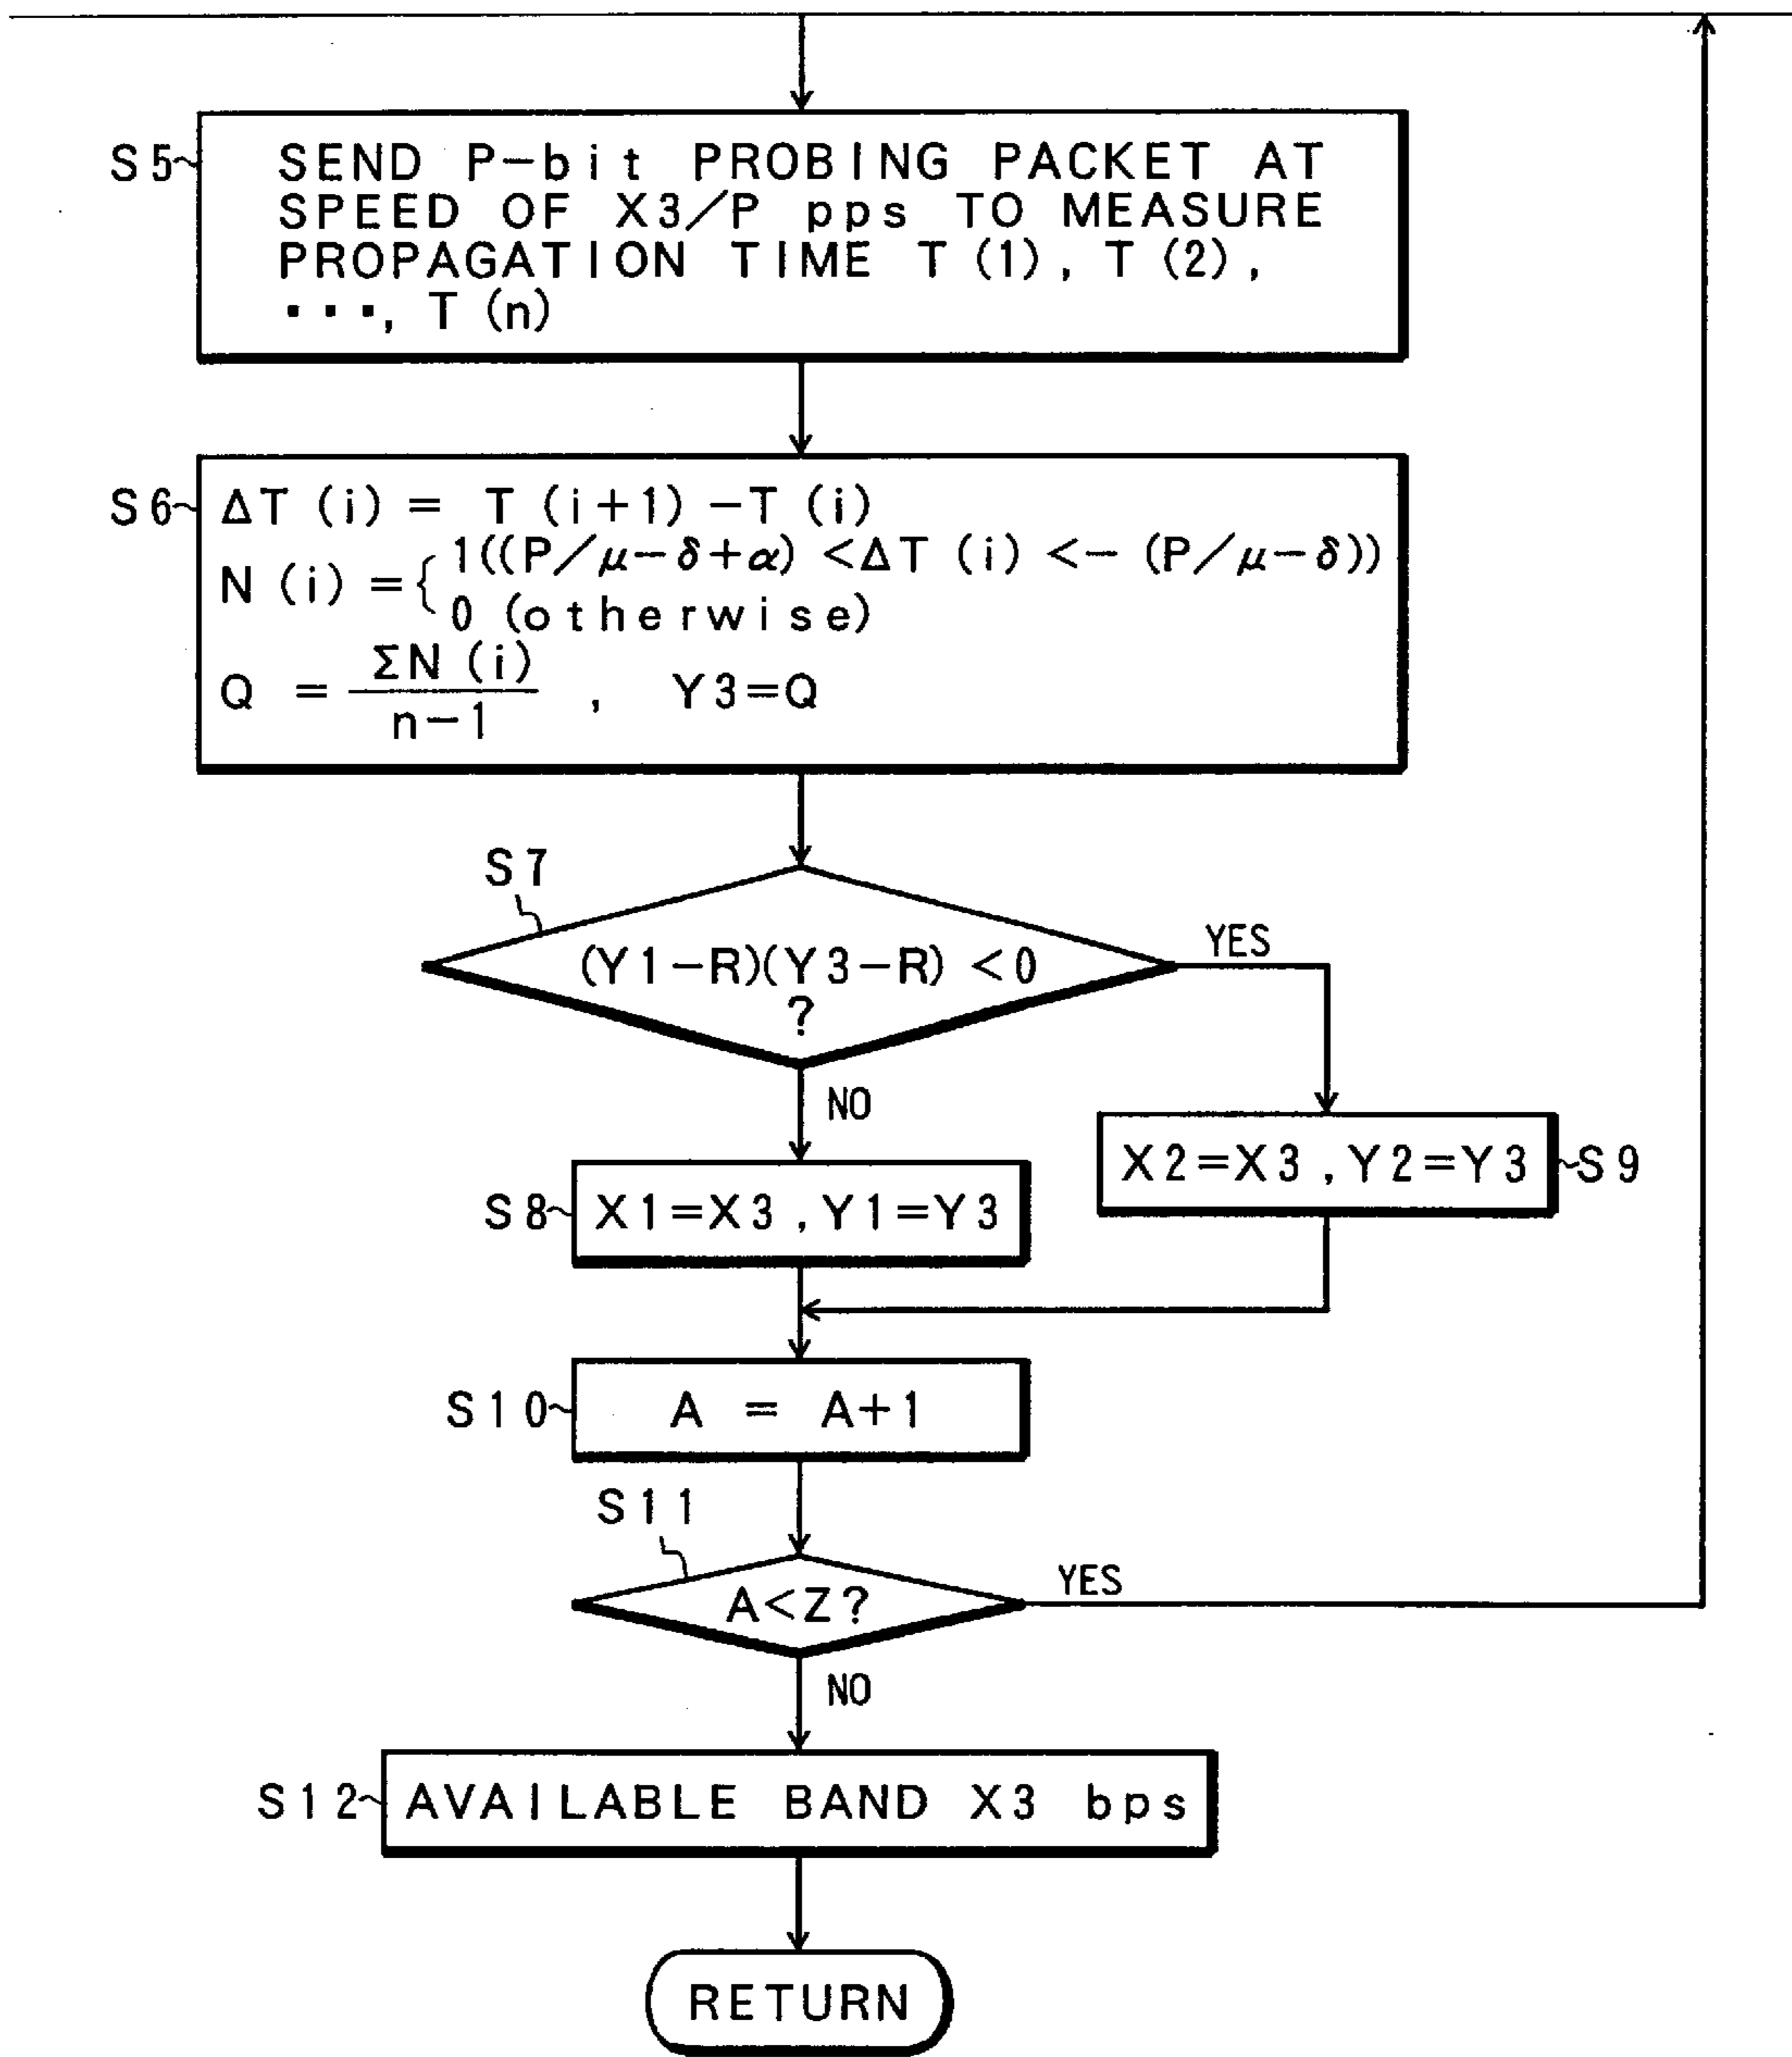 S5
SEND P-bit PROBING PACKET AT
SPEED OF X3/P pps TO MEASURE
PROPAGATION TIME T(1), T(2),
···, T(n)
S6
ΔT(i) = T(i+1)-T(i)
N(i)={ 1((P/μ-δ+α) <ΔT(i) <-(P/μ-δ))
0 (otherwise)
Q = ΣN(i) / n-1 , Y3=Q
S7
(Y1-R)(Y3-R) <0
?
YES
NO
X2=X3, Y2=Y3
S9
S8
X1=X3, Y1=Y3
S10
A = A+1
S11
A<Z?
YES
NO
S12
AVAILABLE BAND X3 bps
RETURN